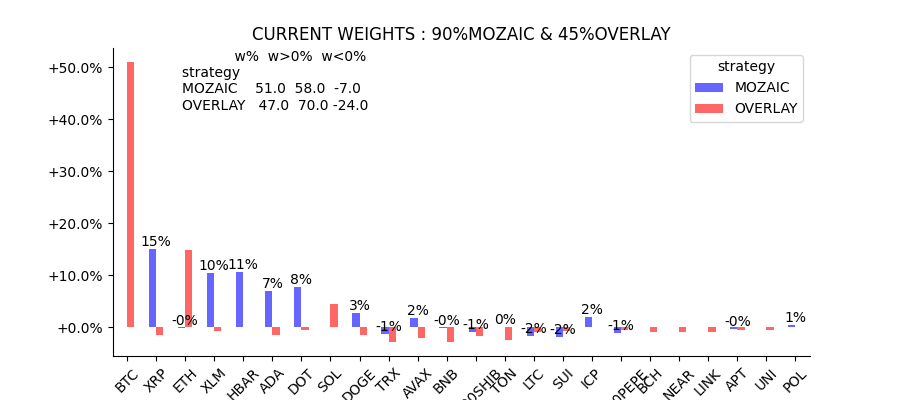 CURRENT WEIGHTS : 90%MOZAIC & 45%OVERLAY
w% w>0% w<0%
strategy
MOZAIC 51.0 58.0 -7.0
OVERLAY 47.0 70.0 -24.0
strategy
MOZAIC
OVERLAY
+50.0%
+40.0%
+30.0%
+20.0%
+10.0%
+0.0%
15%
-0%
10%
11%
7%
8%
3%
-1%
2%
-0%
-1%
0%
-2%
-2%
2%
-1%
-0%
1%
BTC
XRP
ETH
XLM
HBAR
ADA
DOT
SOL
DOGE
TRX
AVAX
BNB
00SHIB
TON
LTC
SUI
ICP
0PEPE
BCH
NEAR
LINK
APT
UNI
POL